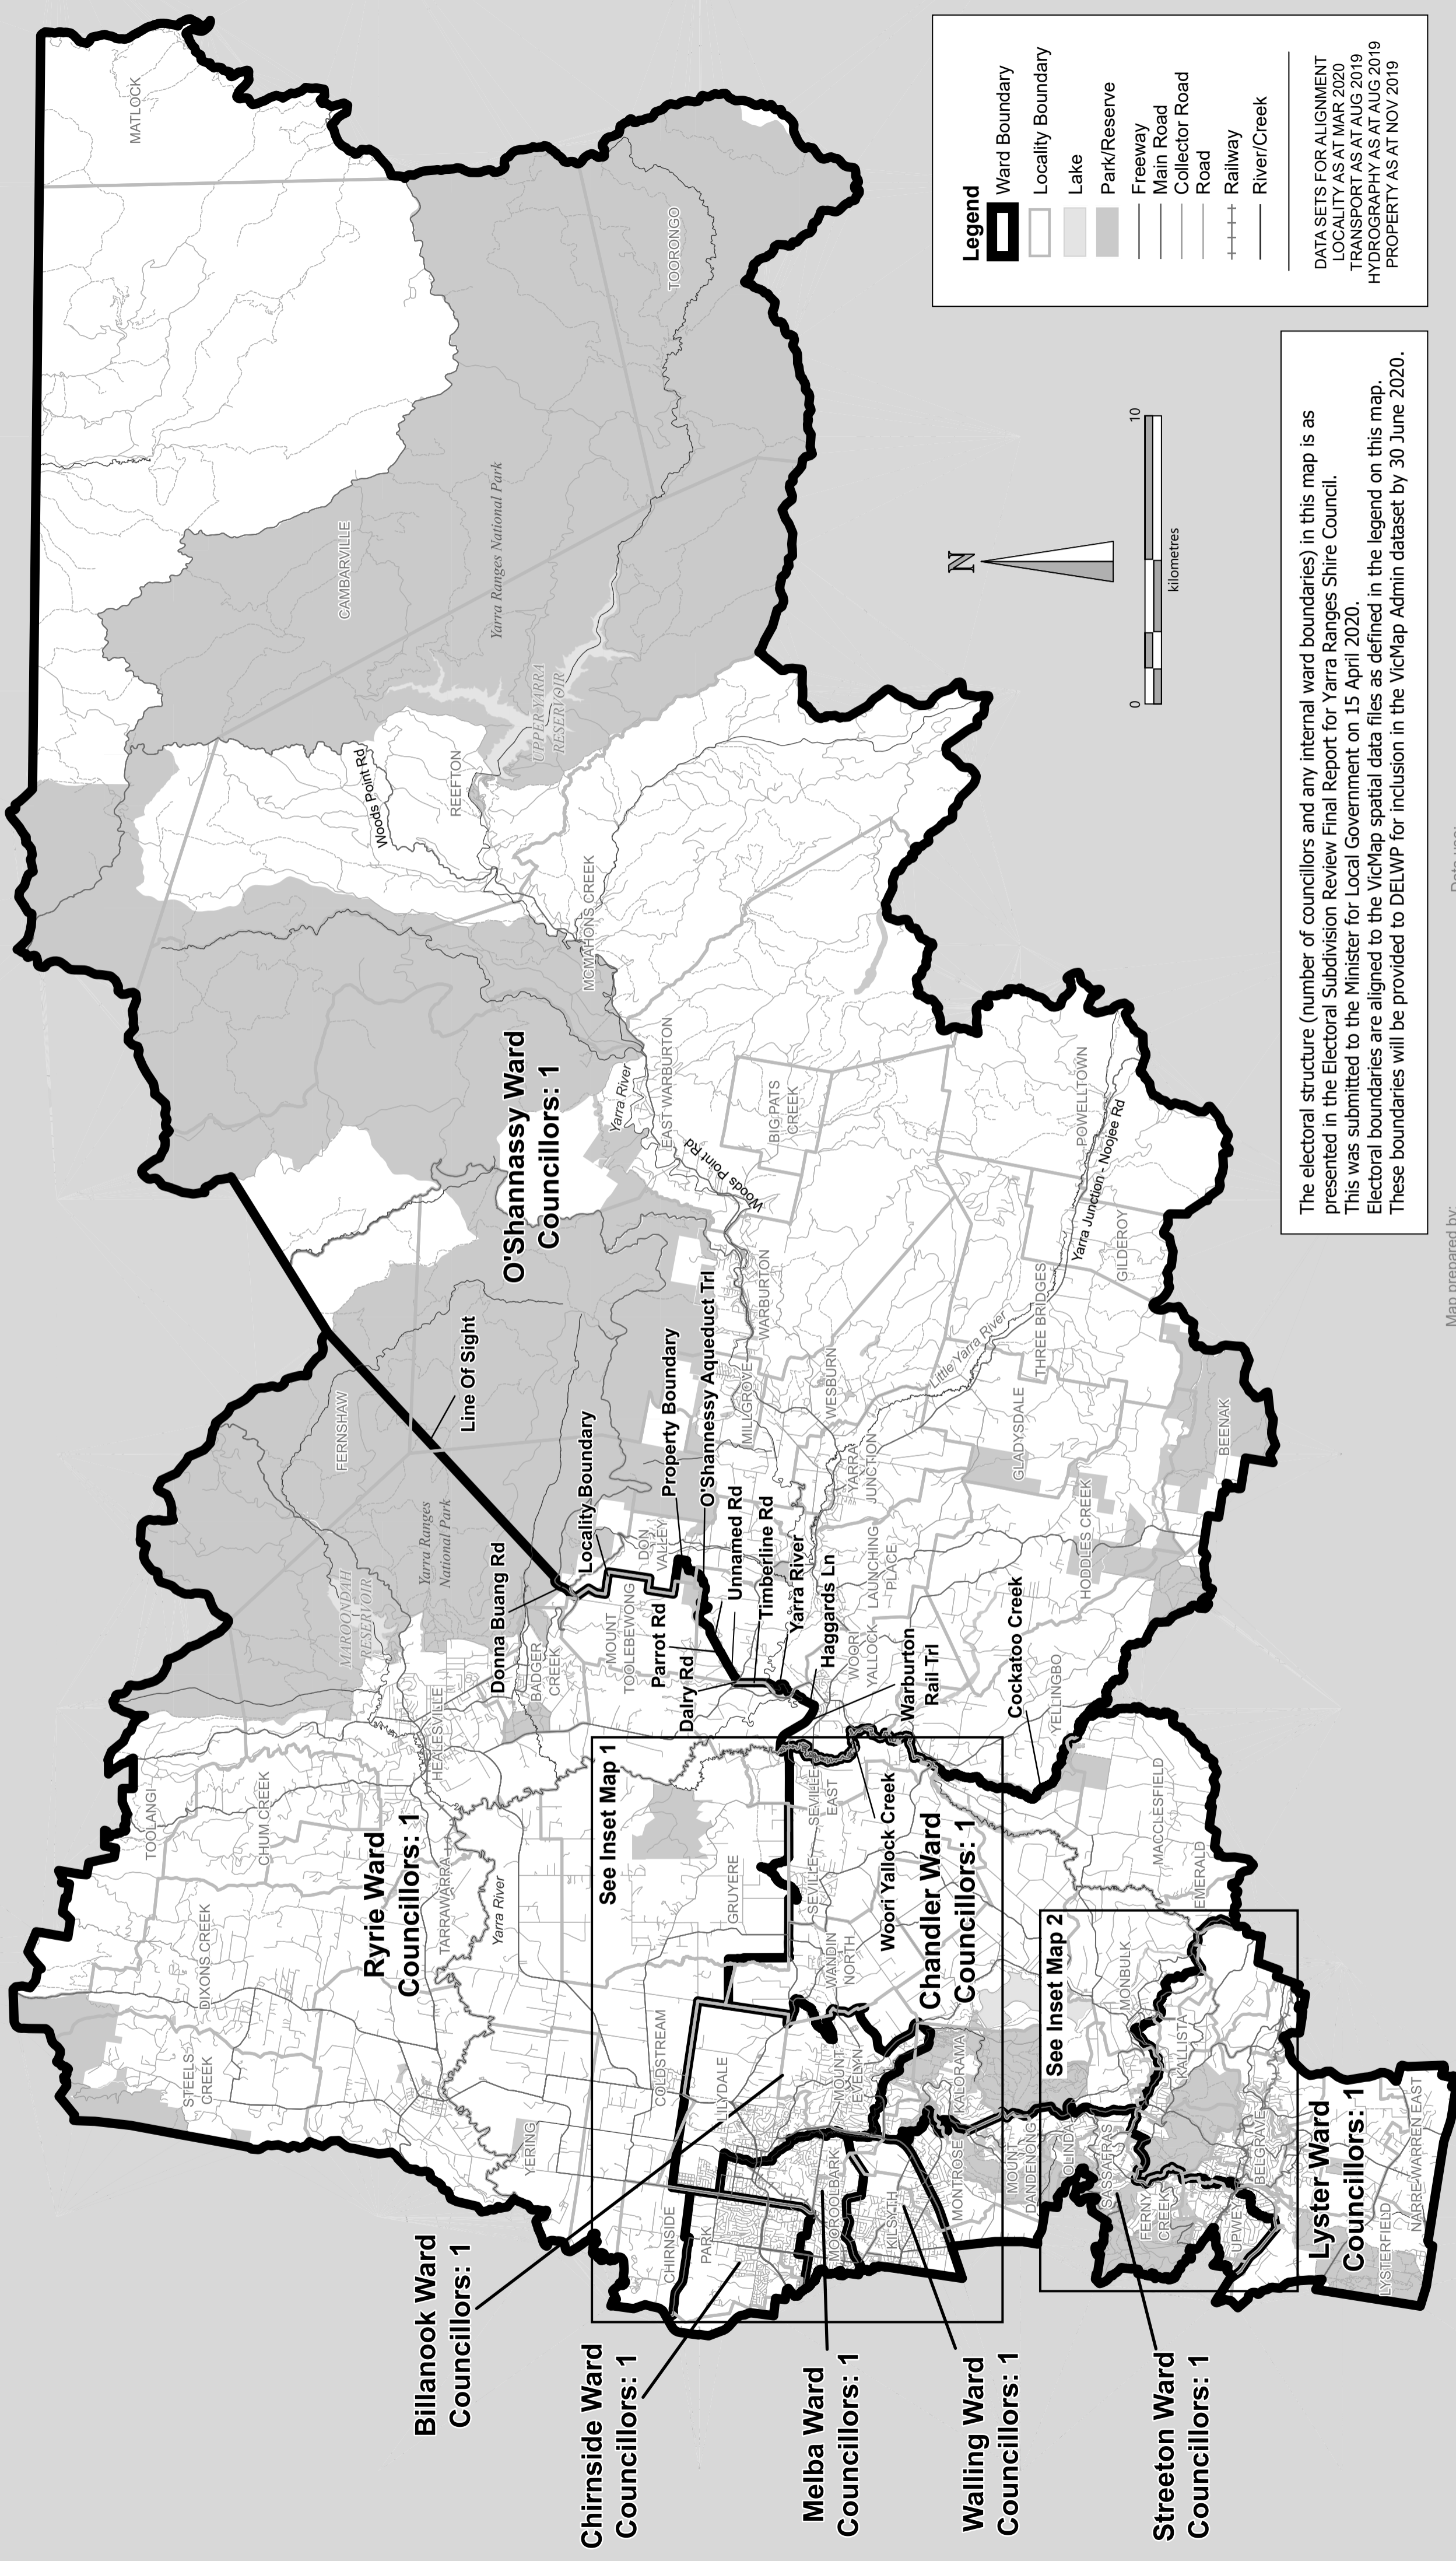 MATLOCK
TOORONGO
CAMBARVILLE
Yarra Ranges National Park
UPPER YARRA
RESERVOIR
Woods Point Rd
REEFTON
MCMAHONS CREEK
O'Shannassy Ward
Councillors: 1
Yarra River
EAST WARBURTON
BIG PATS
CREEK
Woods Point Rd
POWELLTOWN
Yarra Junction - Noojee Rd
GILDEROY
THREE BRIDGES
Little Yarra River
WARBURTON
MILLGROVE
WESBURN
YARRA
JUNCTION
GLADYSDALE
BEENAK
HODDLES CREEK
LAUNCHING
PLACE
WOORI
YALLOCK
YELLINGBO
FERNSHAW
Line Of Sight
Yarra Ranges
National Park
MAROONDAH
RESERVOIR
Donna Buang Rd
Locality Boundary
Property Boundary
O'Shannessy Aqueduct Trl
DON
VALLEY
Unnamed Rd
Timberline Rd
Yarra River
Haggards Ln
Parrot Rd
Dalry Rd
Warburton
Rail Trl
Cockatoo Creek
MOUNT
TOOLEBEWONG
BADGER
CREEK
HEALESVILLE
TOOLANGI
CHUM CREEK
Ryrie Ward
Councillors: 1
TARRAWARRA
Yarra River
DIXONS CREEK
STEELS
CREEK
YERING
COLDSTREAM
See Inset Map 1
GRUYERE
SEVILLE
EAST
SEVILLE
Woori Yallock Creek
WANDIN
NORTH
Chandler Ward
Councillors: 1
MACCLESFIELD
EMERALD
See Inset Map 2
MONBUK
LILYDALE
MOUNT
EVELYN
KALORAMA
KALLISTA
CHIRNSIDE
PARK
MOOROOLBARK
KILSYTH
MONTROSE
MOUNT
DANDENONG
OLINDA
SASSAFRAS
FERNY
CREEK
UPWEY
BELGRAVE
LYSTERFIELD
NARRE WARREN EAST
Lyster Ward
Councillors: 1
Billanook Ward
Councillors: 1
Chirnside Ward
Councillors: 1
Melba Ward
Councillors: 1
Walling Ward
Councillors: 1
Streeton Ward
Councillors: 1
N
0
10
kilometres
Legend
Ward Boundary
Locality Boundary
Lake
Park/Reserve
Freeway
Main Road
Collector Road
Road
Railway
River/Creek
DATA SETS FOR ALIGNMENT
LOCALITY AS AT MAR 2020
TRANSPORT AS AT AUG 2019
HYDROGRAPHY AS AT AUG 2019
PROPERTY AS AT NOV 2019
The electoral structure (number of councillors and any internal ward boundaries) in this map is as
presented in the Electoral Subdivision Review Final Report for Yarra Ranges Shire Council.
This was submitted to the Minister for Local Government on 15 April 2020.
Electoral boundaries are aligned to the VicMap spatial data files as defined in the legend on this map.
These boundaries will be provided to DELWP for inclusion in the VicMap Admin dataset by 30 June 2020.
Map prepared by: